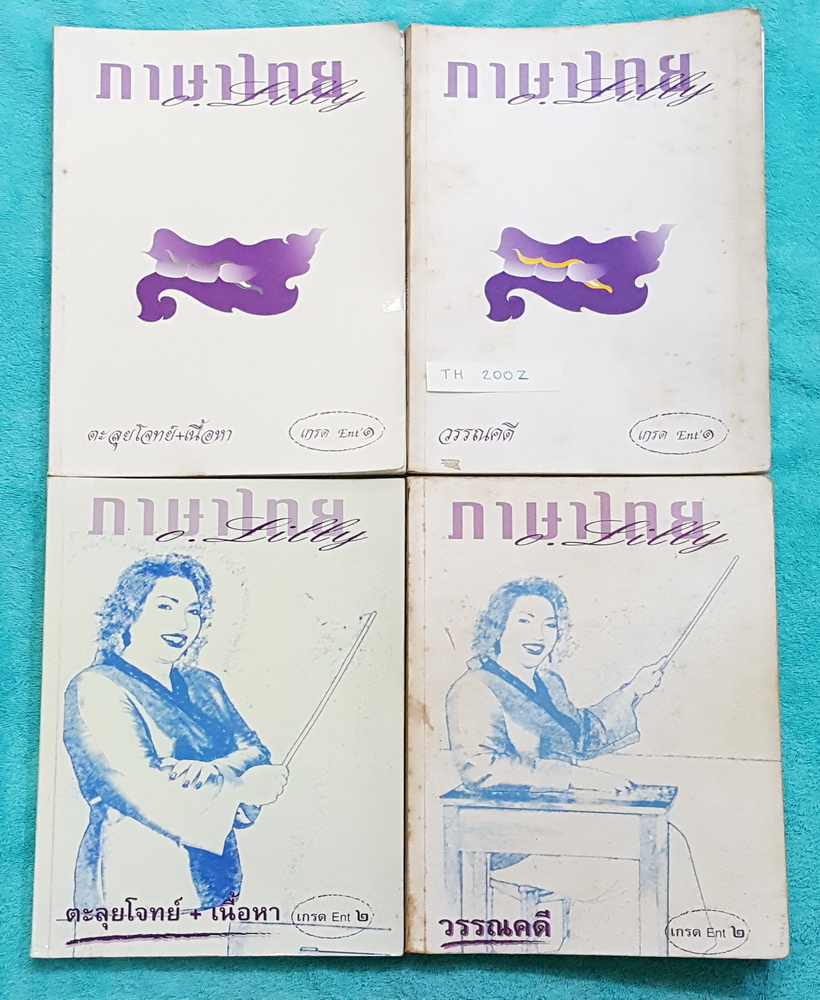 ภาษาไทย
o. Lilly
ตะลุยโจทย์+เนื้อหา
เกรด Ent'๑
ภาษาไทย
o. Lilly
TH 200Z
วรรณคดี
เกรด Ent'๑
ภาษาไทย
o. Lilly
ตะลุยโจทย์ + เนื้อหา
เกรด Ent ๒
ภาษาไทย
o. Lilly
วรรณคดี
เกรด Ent ๒